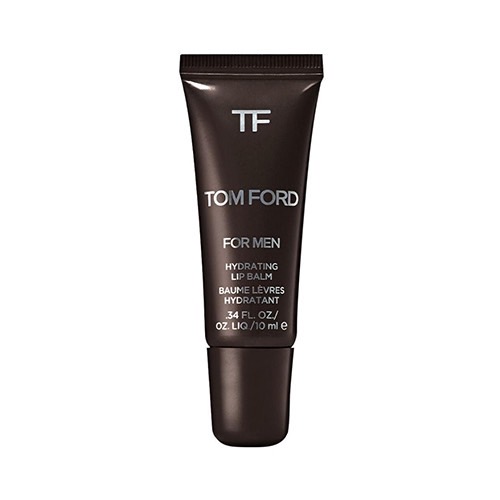 TF
TOM FORD
FOR MEN
HYDRATING
LIP BALM
BAUME LÈVRES
HYDRATANT
.34 FL. OZ./
OZ. LIQ./10 ml e